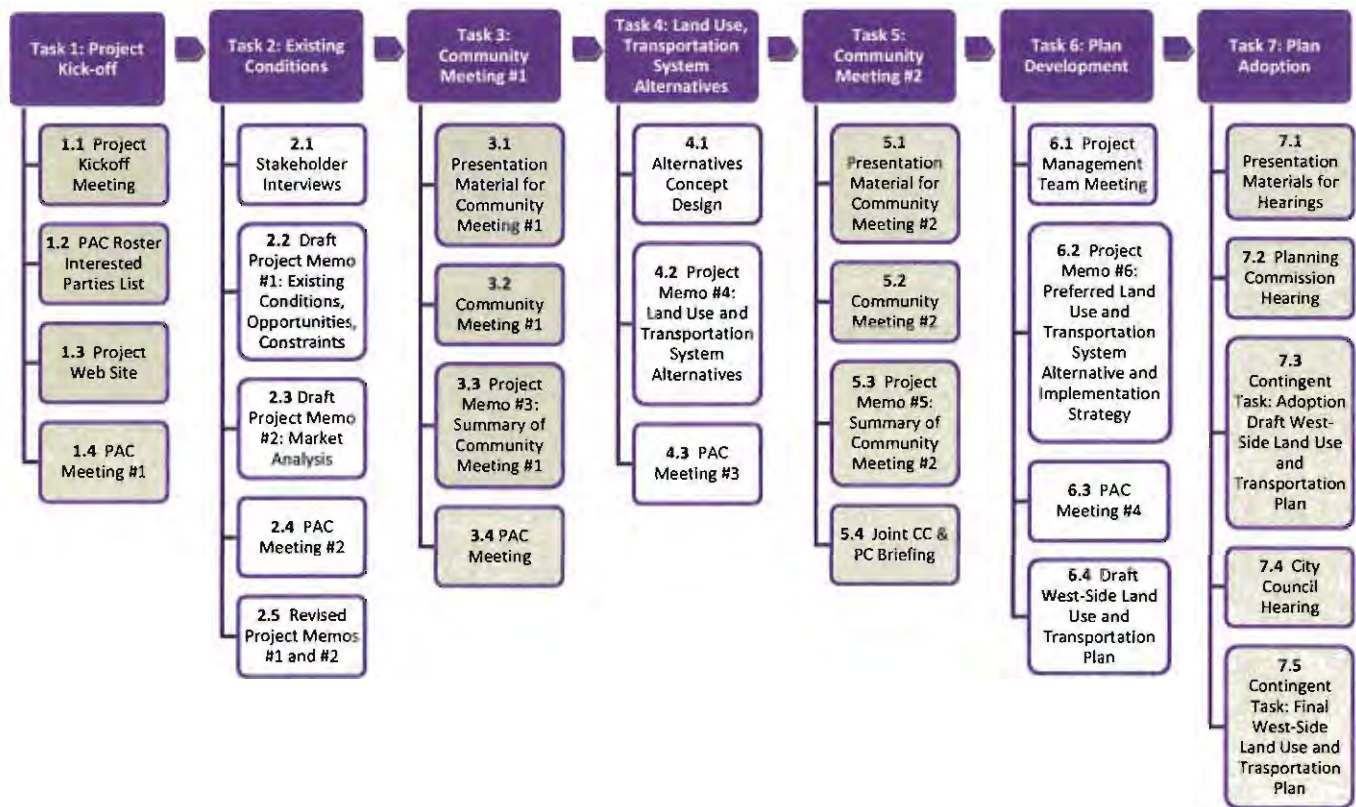 Task 1: Project
Kick-off
1.1 Project
Kickoff
Meeting
1.2 PAC Roster
Interested
Parties List
1.3 Project
Web Site
1.4 PAC
Meeting #1
Task 2: Existing
Conditions
2.1
Stakeholder
Interviews
2.2 Draft
Project Memo
#1: Existing
Conditions,
Opportunities,
Constraints
2.3 Draft
Project Memo
#2: Market
Analysis
2.4 PAC
Meeting #2
2.5 Revised
Project Memos
#1 and #2
Task 3:
Community
Meeting #1
3.1
Presentation
Material for
Community
Meeting #1
3.2
Community
Meeting #1
3.3 Project
Memo #3:
Summary of
Community
Meeting #1
3.4 PAC
Meeting
Task 4: Land Use,
Transportation
System
Alternatives
4.1
Alternatives
Concept
Design
4.2 Project
Memo #4:
Land Use and
Transportation
System
Alternatives
4.3 PAC
Meeting #3
Task 5:
Community
Meeting #2
5.1
Presentation
Material for
Community
Meeting #2
5.2
Community
Meeting #2
5.3 Project
Memo #5:
Summary of
Community
Meeting #2
5.4 Joint CC &
PC Briefing
Task 6: Plan
Development
6.1 Project
Management
Team Meeting
6.2 Project
Memo #6:
Preferred Land
Use and
Transportation
System
Alternative and
Implementation
Strategy
6.3 PAC
Meeting #4
6.4 Draft
West-Side Land
Use and
Transportation
Plan
Task 7: Plan
Adoption
7.1
Presentation
Materials for
Hearings
7.2 Planning
Commission
Hearing
7.3
Contingent
Task: Adoption
Draft West-
Side Land Use
and
Transportation
Plan
7.4 City
Council
Hearing
7.5
Contingent
Task: Final
West-Side
Land Use and
Trasportation
Plan